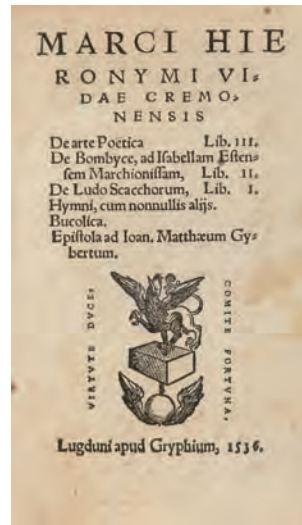 MARCI HIE
RONYMI VI⸗
DAE CREMO⸗
NENSIS
De arte Poetica Lib. III.
De Bombyce, ad Iſabellam Eſten⸗
ſem Marchioniſſam, Lib. II.
De Ludo Scacchorum, Lib. I.
Hymni, cum nonnullis alijs.
Bucolica.
Epiſtola ad Ioan. Matthæum Gy⸗
bertum.
VIRTVTE DVCE,
COMITE FORTVNA,
Lugduni apud Gryphium, 1536.